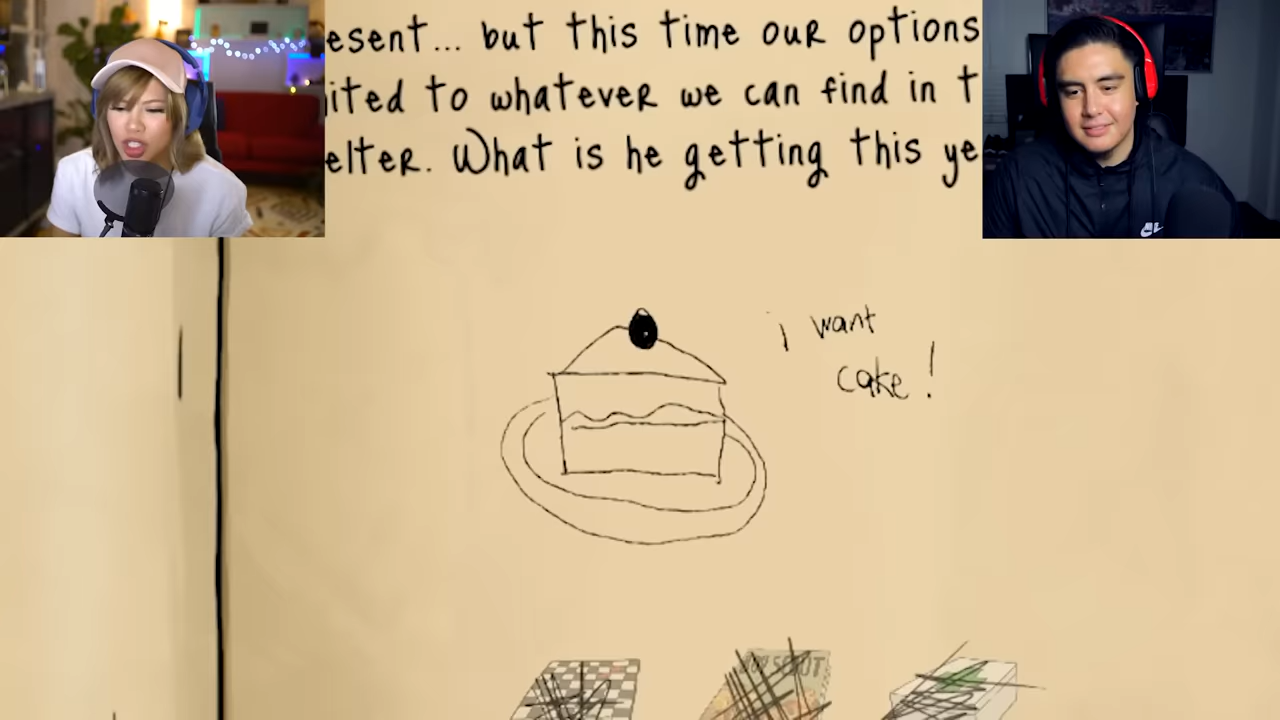 esent... but this time our options
ited to whatever we can find in t
elter. What is he getting this ye
i want
cake!